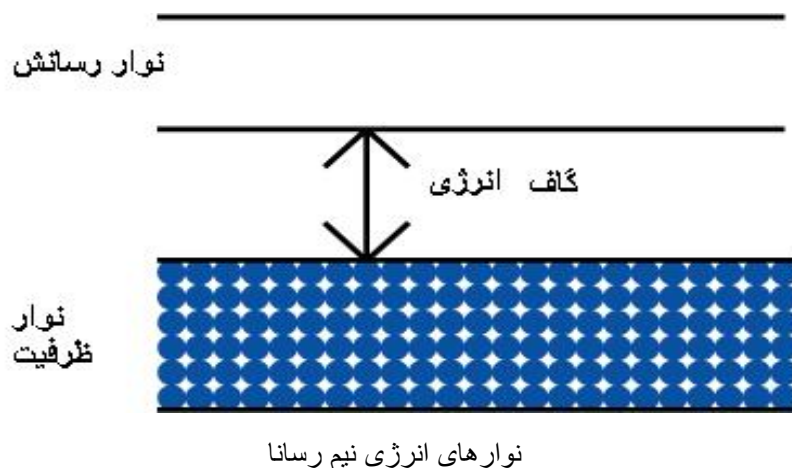 نوار رسانش
گاف انرژی
نوار
ظرفیت
نوارهای انرژی نیم رسانا